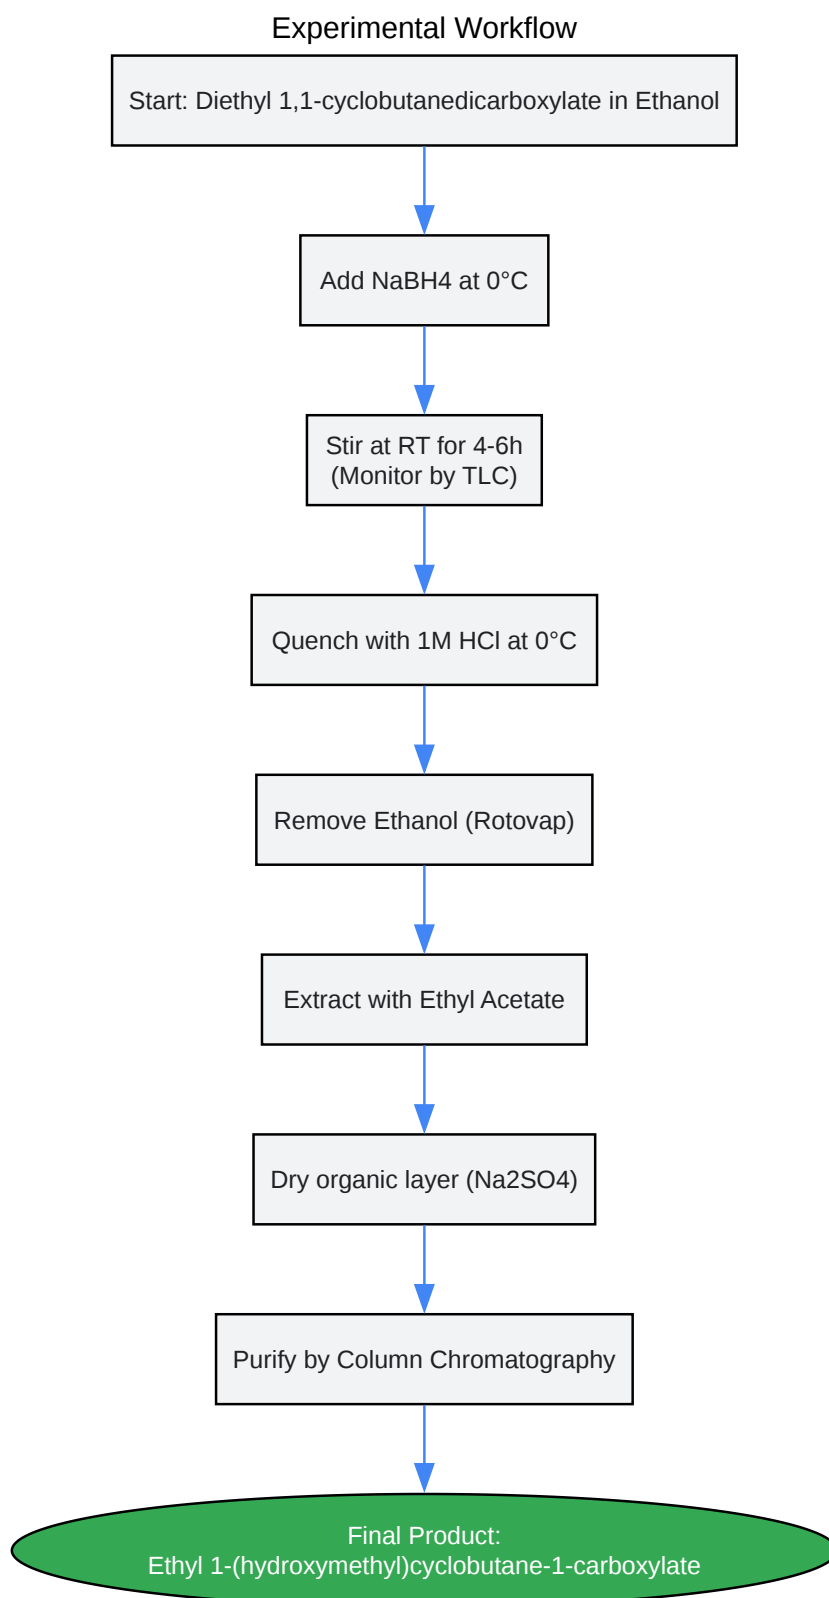 Experimental Workflow
Start: Diethyl 1,1-cyclobutanedicarboxylate in Ethanol
Add NaBH4 at 0°C
Stir at RT for 4-6h
(Monitor by TLC)
Quench with 1M HCl at 0°C
Remove Ethanol (Rotovap)
Extract with Ethyl Acetate
Dry organic layer (Na2SO4)
Purify by Column Chromatography
Final Product:
Ethyl 1-(hydroxymethyl)cyclobutane-1-carboxylate